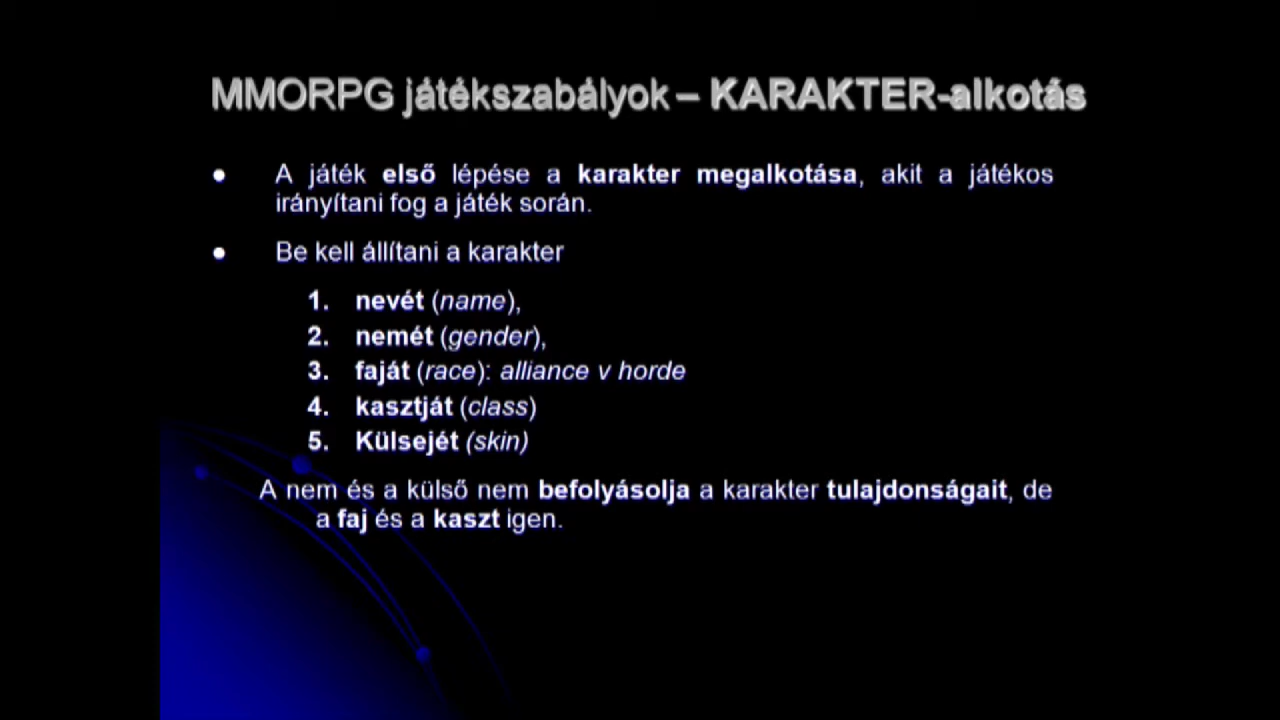 MMORPG játékszabályok – KARAKTER-alkotás
● A játék első lépése a karakter megalkotása, akit a játékos
irányítani fog a játék során.
● Be kell állítani a karakter
1. nevét (name),
2. nemét (gender),
3. faját (race): alliance v horde
4. kasztját (class)
5. Külsejét (skin)
A nem és a külső nem befolyásolja a karakter tulajdonságait, de
a faj és a kaszt igen.